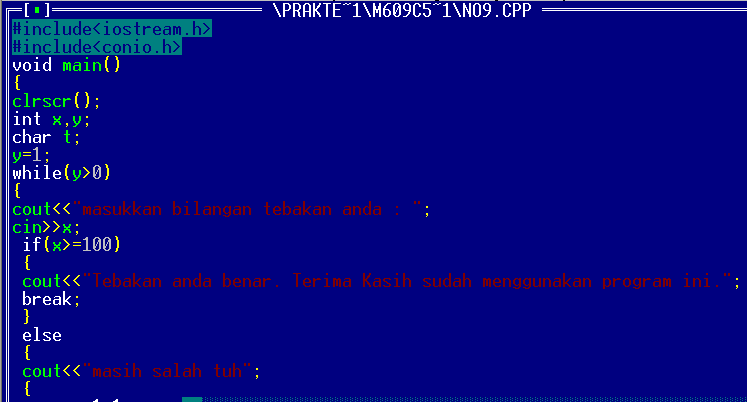 [▪] \PRAKTE~1\M609C5~1\NO9.CPP
#include<iostream.h>
#include<conio.h>
void main()
{
clrscr();
int x,y;
char t;
y=1;
while(y>0)
{
cout<<"masukkan bilangan tebakan anda : ";
cin>>x;
if(x>=100)
{
cout<<"Tebakan anda benar. Terima Kasih sudah menggunakan program ini.";
break;
}
else
{
cout<<"masih salah tuh";
{